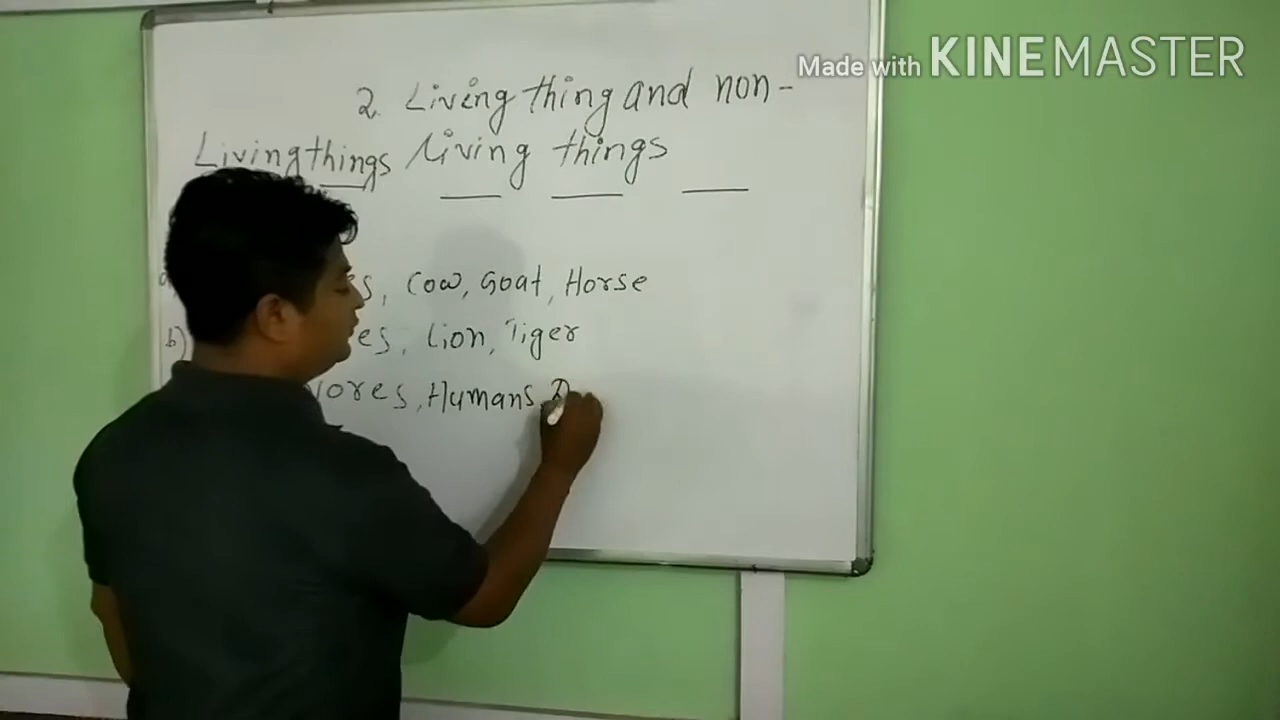 Made with KINEMASTER
2. Living thing and non-
Livingthings living things
es, Cow, Goat, Horse
b) es, Lion, Tiger
vores, Humans, D